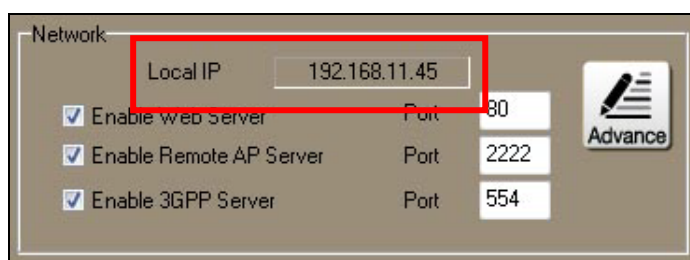 Network
Local IP 192.168.11.45
Enable Web Server Port 80
Enable Remote AP Server Port 2222
Enable 3GPP Server Port 554
Advance